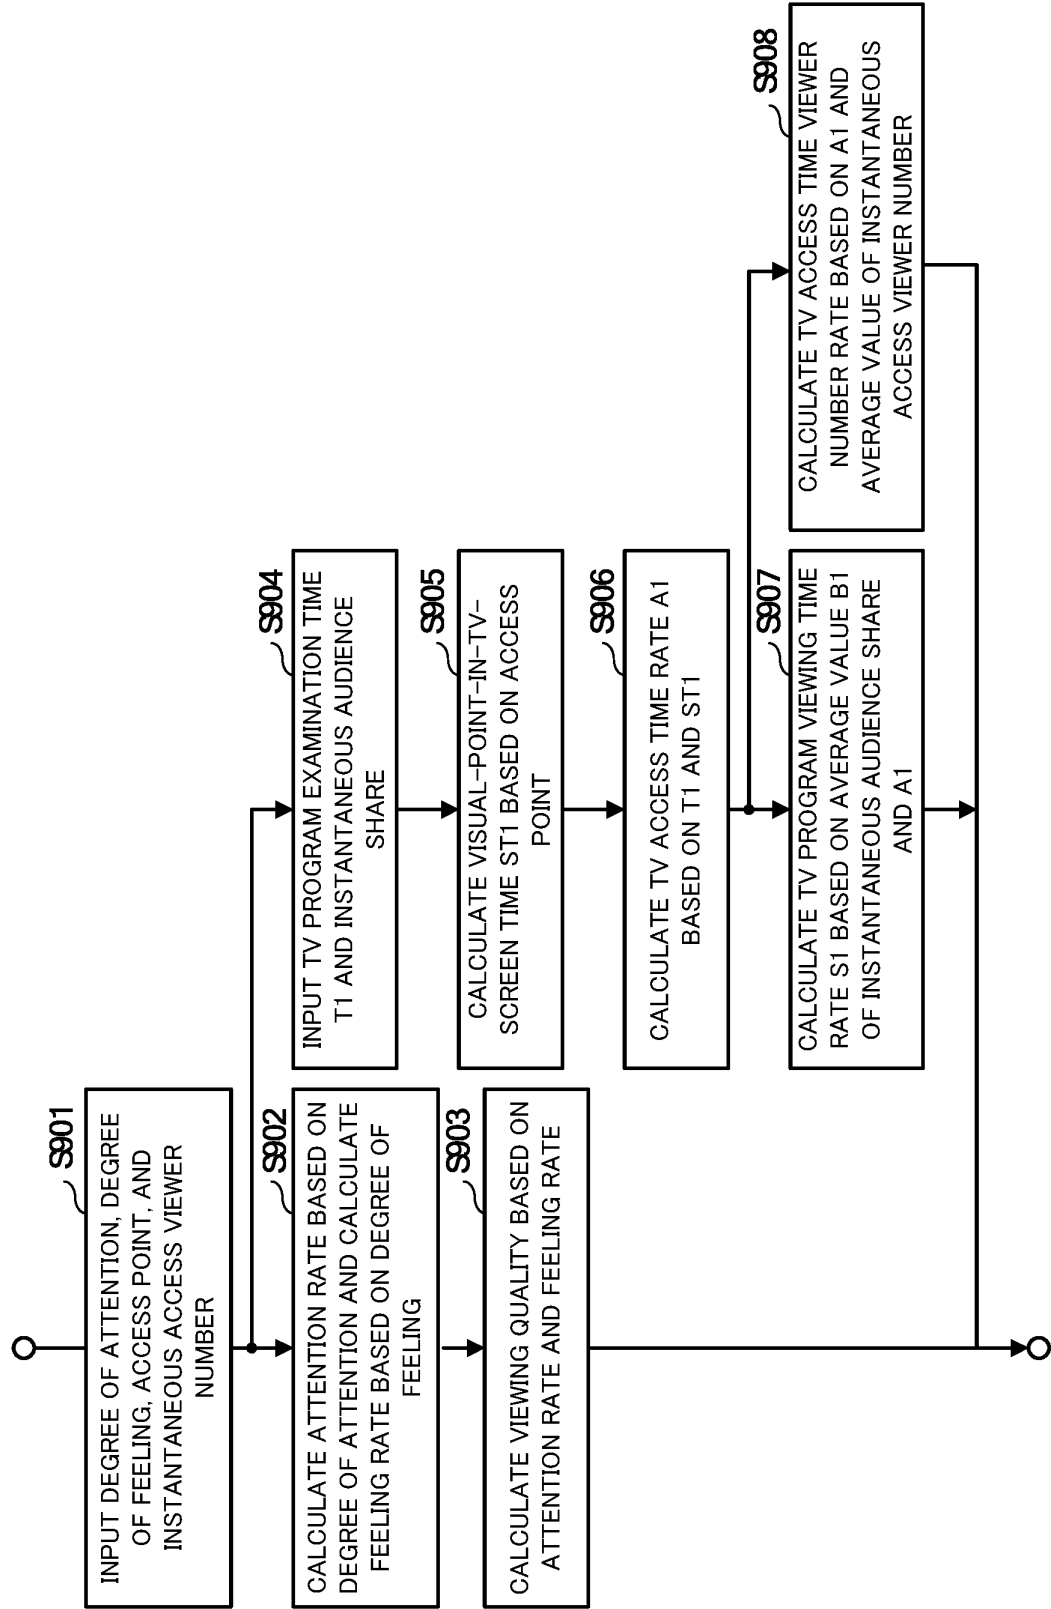 S901
INPUT DEGREE OF ATTENTION, DEGREE
OF FEELING, ACCESS POINT, AND
INSTANTANEOUS ACCESS VIEWER
NUMBER
S902
CALCULATE ATTENTION RATE BASED ON
DEGREE OF ATTENTION AND CALCULATE
FEELING RATE BASED ON DEGREE OF
FEELING
S903
CALCULATE VIEWING QUALITY BASED ON
ATTENTION RATE AND FEELING RATE
S904
INPUT TV PROGRAM EXAMINATION TIME
T1 AND INSTANTANEOUS AUDIENCE
SHARE
S905
CALCULATE VISUAL-POINT-IN-TV-
SCREEN TIME ST1 BASED ON ACCESS
POINT
S906
CALCULATE TV ACCESS TIME RATE A1
BASED ON T1 AND ST1
S907
CALCULATE TV PROGRAM VIEWING TIME
RATE S1 BASED ON AVERAGE VALUE B1
OF INSTANTANEOUS AUDIENCE SHARE
AND A1
S908
CALCULATE TV ACCESS TIME VIEWER
NUMBER RATE BASED ON A1 AND
AVERAGE VALUE OF INSTANTANEOUS
ACCESS VIEWER NUMBER